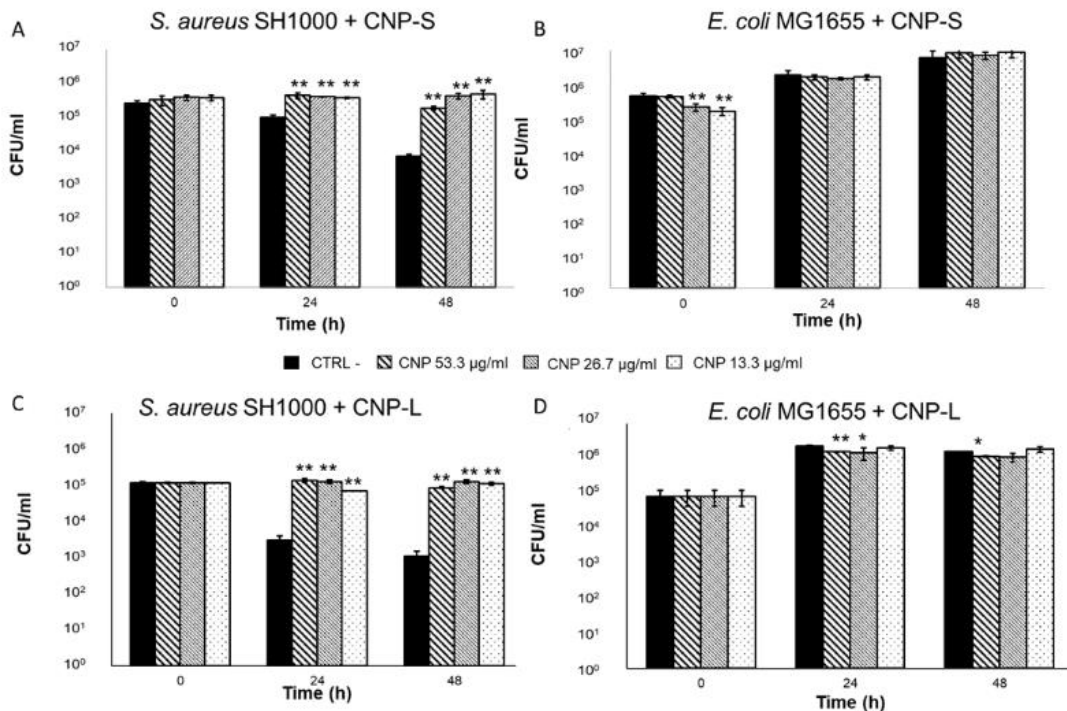 A
S. aureus SH1000 + CNP-S
10⁷
10⁶
10⁵
10⁴
10³
10²
10¹
10⁰
CFU/ml
** ** **
** ** **
0 24 48
Time (h)
B
E. coli MG1655 + CNP-S
10⁷
10⁶
10⁵
10⁴
10³
10²
10¹
10⁰
CFU/ml
** **
0 24 48
Time (h)
CTRL - CNP 53.3 µg/ml CNP 26.7 µg/ml CNP 13.3 µg/ml
C
S. aureus SH1000 + CNP-L
10⁷
10⁶
10⁵
10⁴
10³
10²
10¹
10⁰
CFU/ml
** ** **
** ** **
0 24 48
Time (h)
D
E. coli MG1655 + CNP-L
10⁷
10⁶
10⁵
10⁴
10³
10²
10¹
10⁰
CFU/ml
** *
*
0 24 48
Time (h)